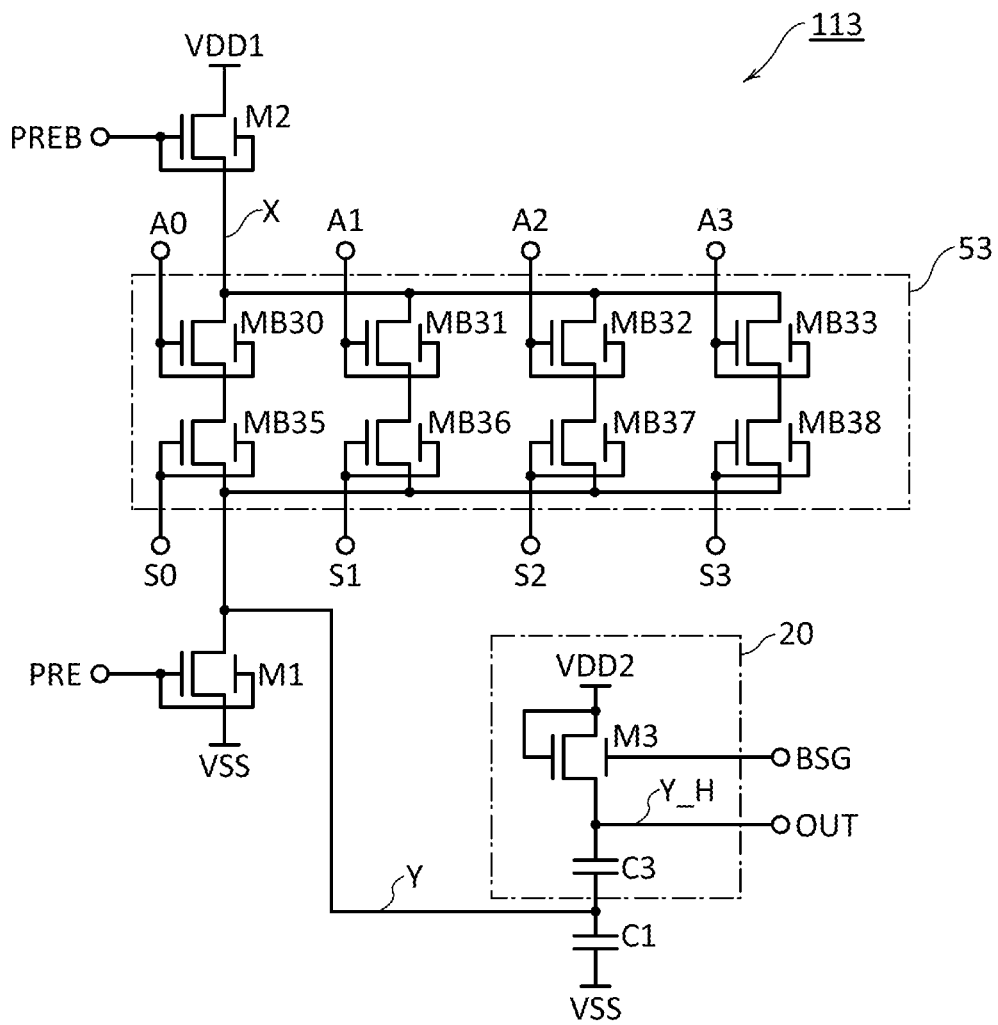 113
VDD1
PREB
M2
X
A0 A1 A2 A3
53
MB30 MB31 MB32 MB33
MB35 MB36 MB37 MB38
S0 S1 S2 S3
20
PRE
M1
VDD2
M3
BSG
VSS
Y_H
OUT
C3
Y
C1
VSS